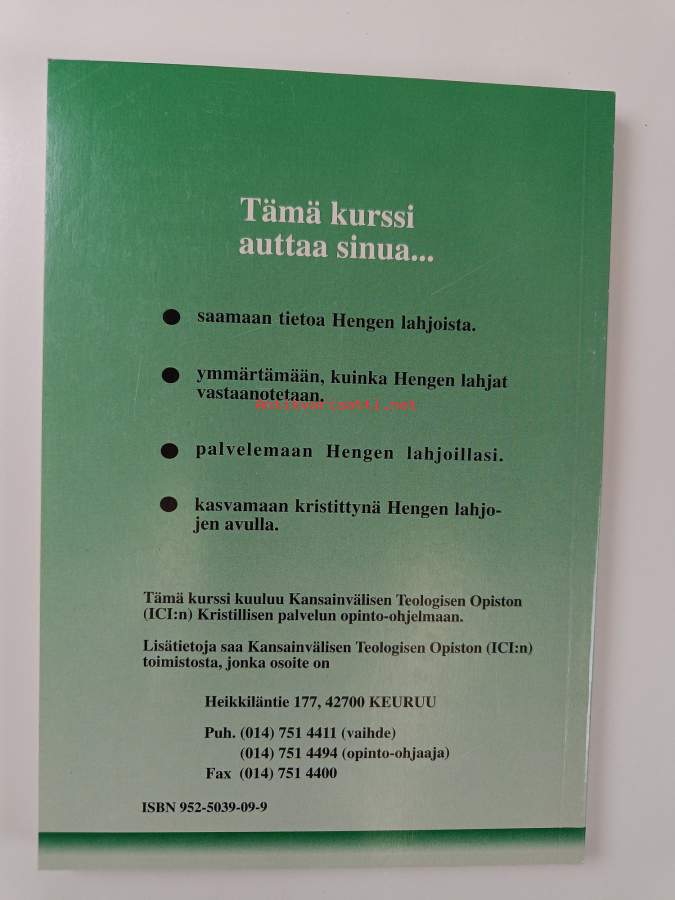 Tämä kurssi
auttaa sinua...
saamaan tietoa Hengen lahjoista.
ymmärtämään, kuinka Hengen lahjat
vastaanotetaan.
Antikvariaatti.net
palvelemaan Hengen lahjoillasi.
kasvamaan kristittynä Hengen lahjo-
jen avulla.
Tämä kurssi kuuluu Kansainvälisen Teologisen Opiston
(ICI:n) Kristillisen palvelun opinto-ohjelmaan.
Lisätietoja saa Kansainvälisen Teologisen Opiston (ICI:n)
toimistosta, jonka osoite on
Heikkiläntie 177, 42700 KEURUU
Puh. (014) 751 4411 (vaihde)
(014) 751 4494 (opinto-ohjaaja)
Fax (014) 751 4400
ISBN 952-5039-09-9